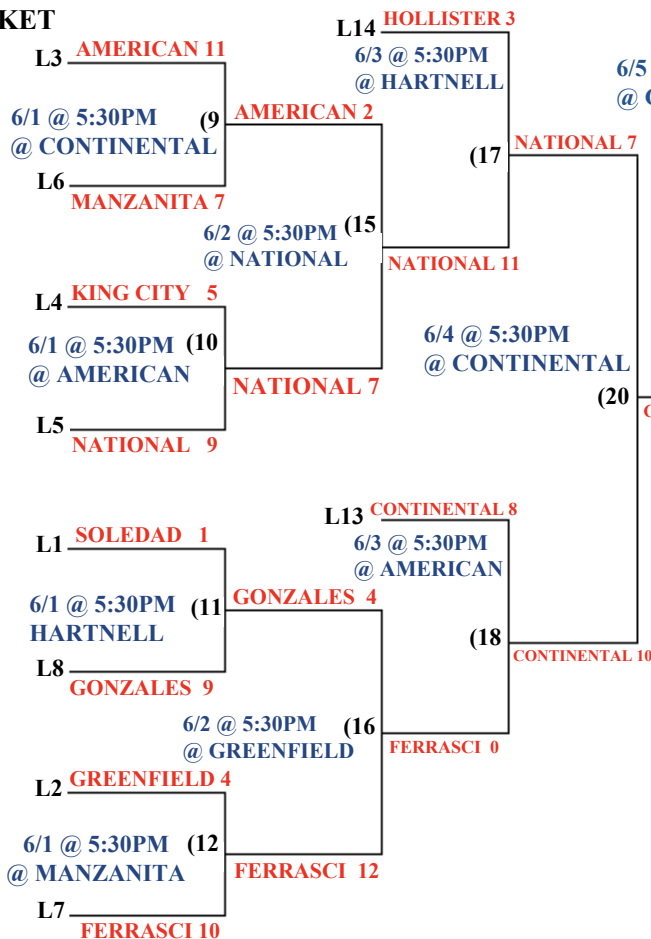 KET
L14 HOLLISTER 3
L3 AMERICAN 11
6/3 @ 5:30PM
@ HARTNELL
6/5
6/1 @ 5:30PM
@ CONTINENTAL
(9
AMERICAN 2
NATIONAL 7
(17
L6
MANZANITA 7
(15
6/2 @ 5:30PM
@ NATIONAL
NATIONAL 11
L4 KING CITY 5
6/1 @ 5:30PM
@ AMERICAN
(10
6/4 @ 5:30PM
@ CONTINENTAL
NATIONAL 7
(20
L5
NATIONAL 9
L13 CONTINENTAL 8
L1 SOLEDAD 1
6/3 @ 5:30PM
@ AMERICAN
6/1 @ 5:30PM
HARTNELL
(11
GONZALES 4
(18
CONTINENTAL 10
L8
GONZALES 9
6/2 @ 5:30PM
@ GREENFIELD
(16
FERRASCI 0
L2 GREENFIELD 4
6/1 @ 5:30PM
@ MANZANITA
(12
FERRASCI 12
L7
FERRASCI 10